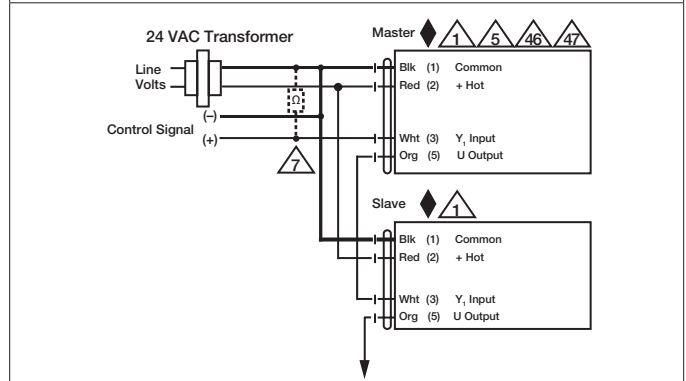 24 VAC Transformer
Line
Volts
Control Signal
(–)
(+)
Ω
7
Master
1
5
46
47
Blk (1) Common
Red (2) + Hot
Wht (3) Y1 Input
Org (5) U Output
Slave
1
Blk (1) Common
Red (2) + Hot
Wht (3) Y1 Input
Org (5) U Output